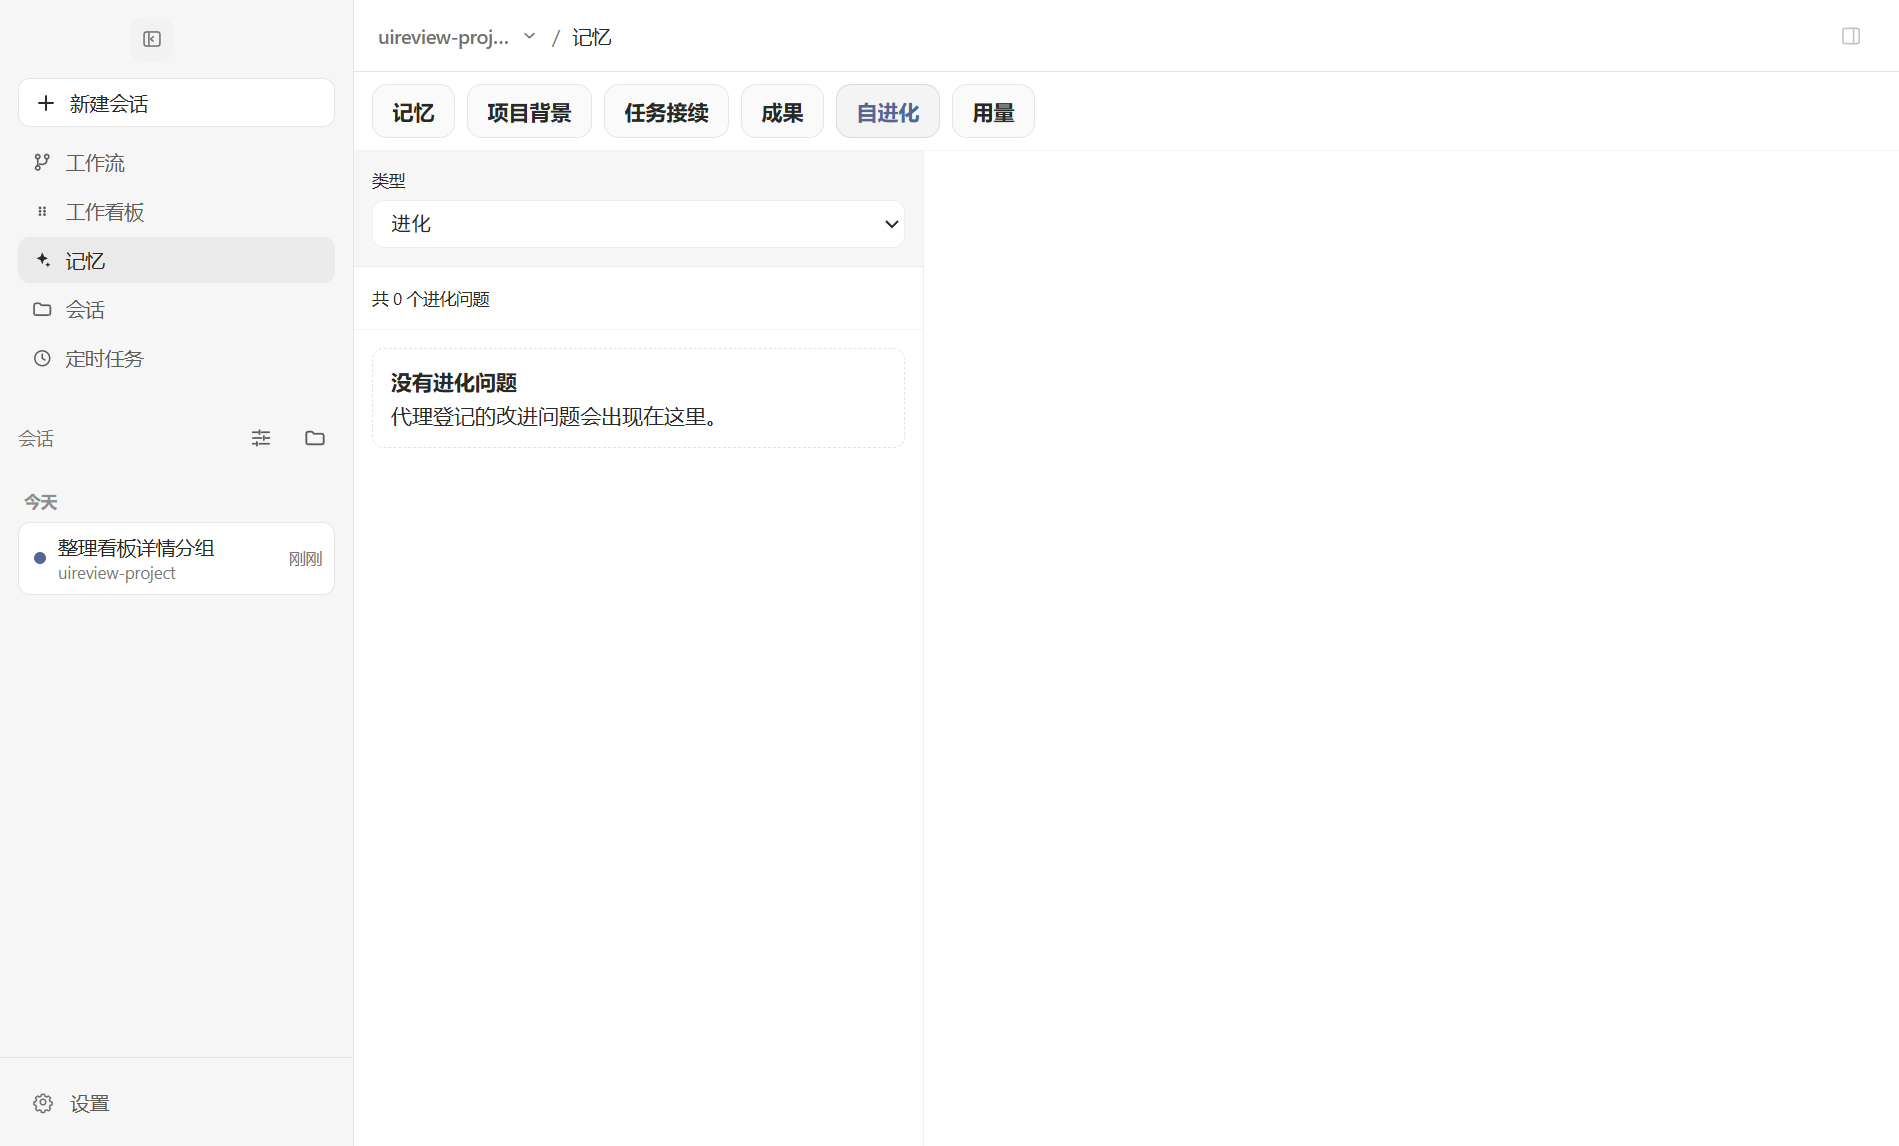 新建会话
工作流
工作看板
记忆
会话
定时任务
会话
今天
整理看板详情分组
uireview-project
刚刚
设置
uireview-proj... / 记忆
记忆 项目背景 任务接续 成果 自进化 用量
类型
进化
共 0 个进化问题
没有进化问题
代理登记的改进问题会出现在这里。